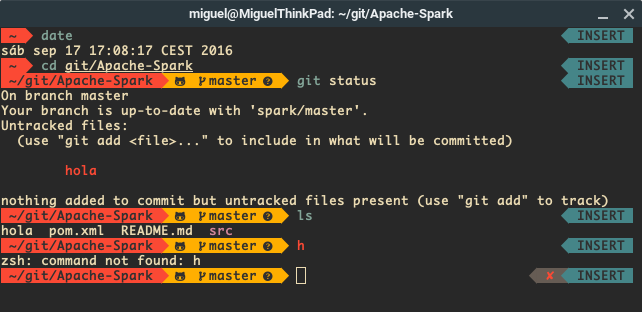 miguel@MiguelThinkPad: ~/git/Apache-Spark
~ date INSERT
sáb sep 17 17:08:17 CEST 2016
~ cd git/Apache-Spark INSERT
~/git/Apache-Spark master ? git status INSERT
On branch master
Your branch is up-to-date with 'spark/master'.
Untracked files:
(use "git add <file>..." to include in what will be committed)
hola
nothing added to commit but untracked files present (use "git add" to track)
~/git/Apache-Spark master ? ls INSERT
hola pom.xml README.md src
~/git/Apache-Spark master ? h INSERT
zsh: command not found: h
~/git/Apache-Spark master ? ✘ INSERT